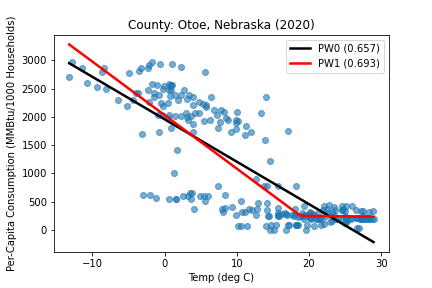 County: Otoe, Nebraska (2020)
Per-Capita Consumption (MMBtu/1000 Households)
3000
2500
2000
1500
1000
500
0
PW0 (0.657)
PW1 (0.693)
−10
0
10
20
30
Temp (deg C)